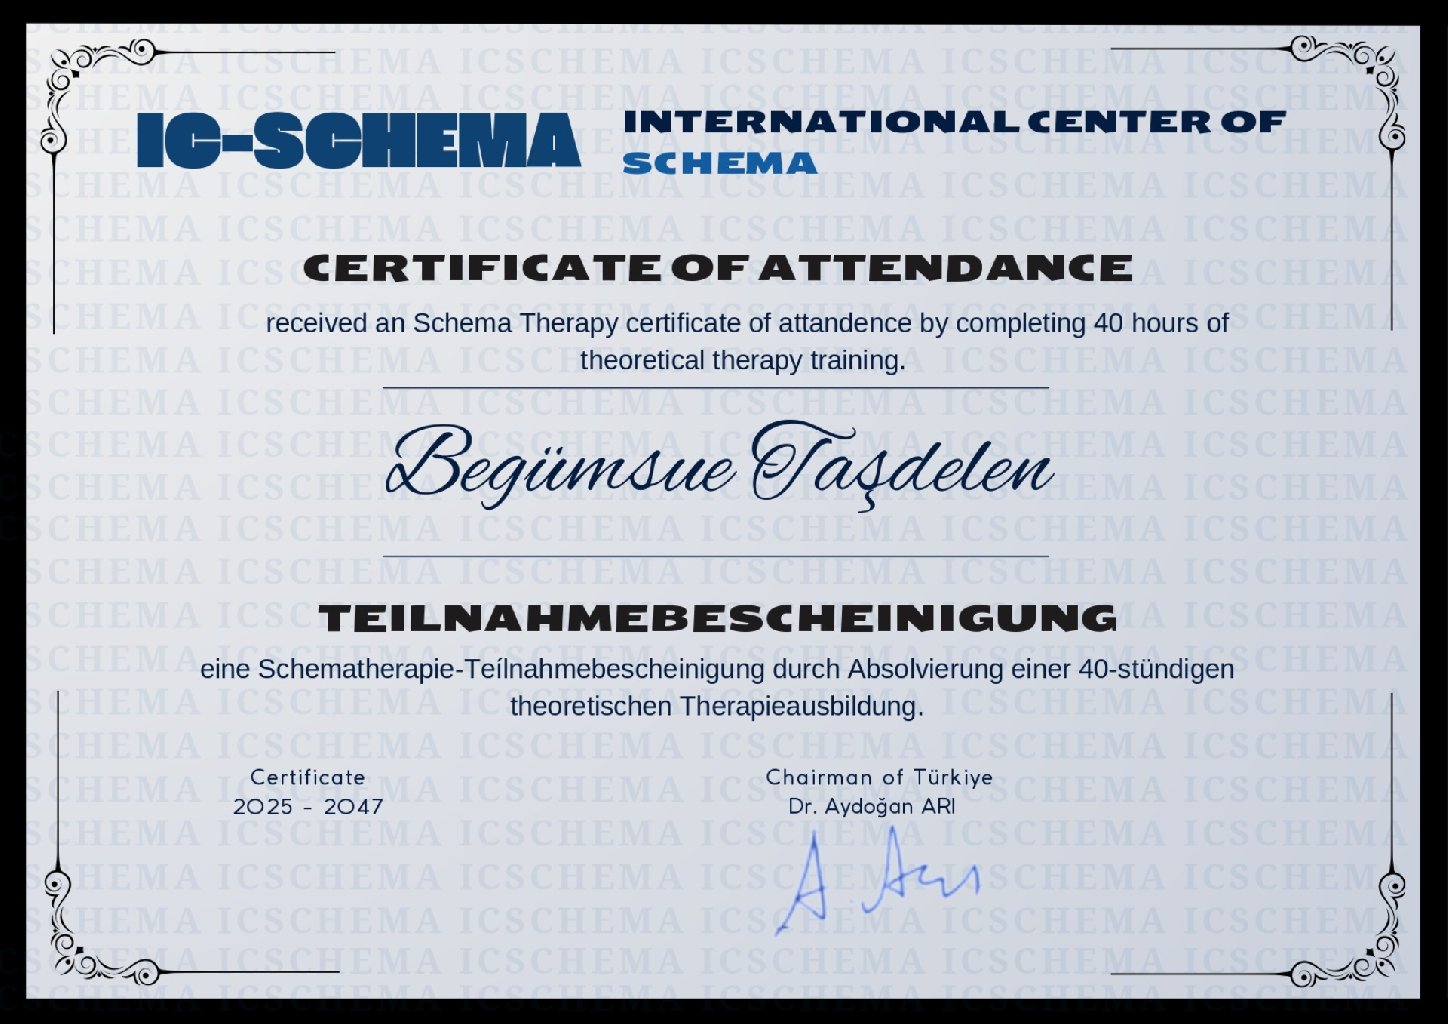 IC-SCHEMA
INTERNATIONAL CENTER OF
SCHEMA
CERTIFICATE OF ATTENDANCE
received an Schema Therapy certificate of attandence by completing 40 hours of
theoretical therapy training.
Begümsue Taşdelen
TEILNAHMEBESCHEINIGUNG
eine Schematherapie-Teílnahmebescheinigung durch Absolvierung einer 40-stündigen
theoretischen Therapieausbildung.
Certificate
2025 - 2047
Chairman of Türkiye
Dr. Aydoğan ARI